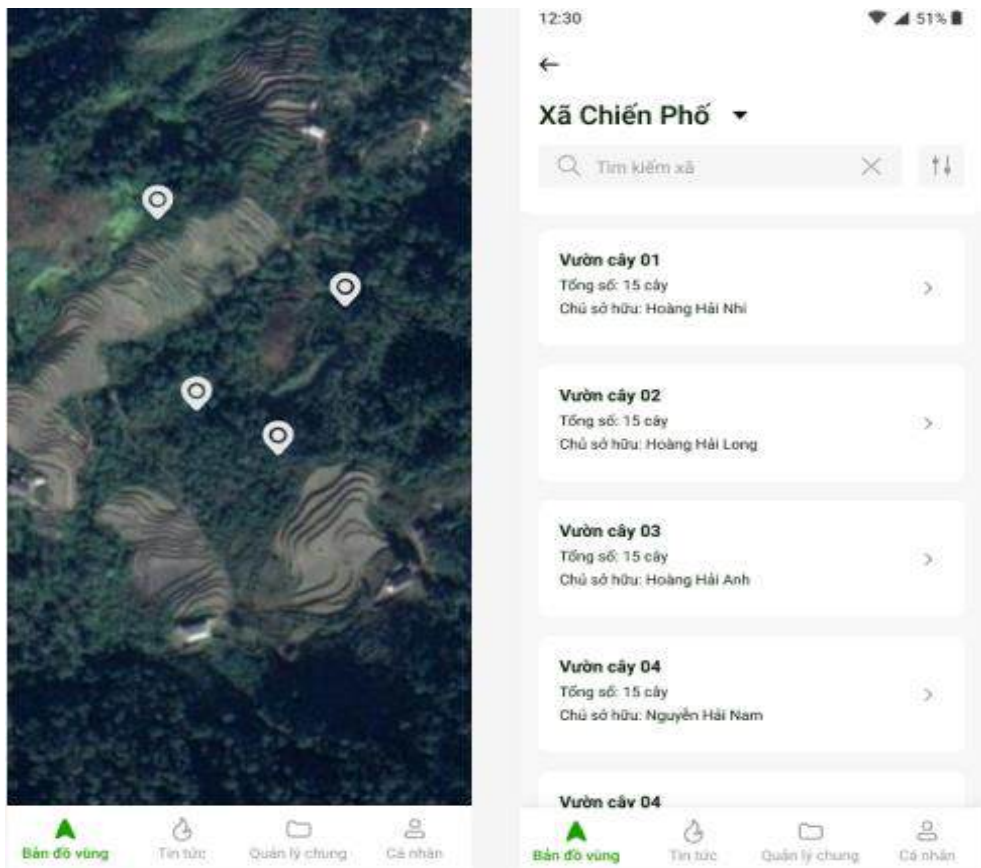 Bản đồ vùng
Tin tức
Quản lý chung
Cá nhân
12:30
51%
Xã Chiến Phố
Tìm kiếm xã
Vườn cây 01
Tổng số: 15 cây
Chủ sở hữu: Hoàng Hải Nhi
Vườn cây 02
Tổng số: 15 cây
Chủ sở hữu: Hoàng Hải Long
Vườn cây 03
Tổng số: 15 cây
Chủ sở hữu: Hoàng Hải Anh
Vườn cây 04
Tổng số: 15 cây
Chủ sở hữu: Nguyễn Hải Nam
Vườn cây 04
Bản đồ vùng
Tin tức
Quản lý chung
Cá nhân